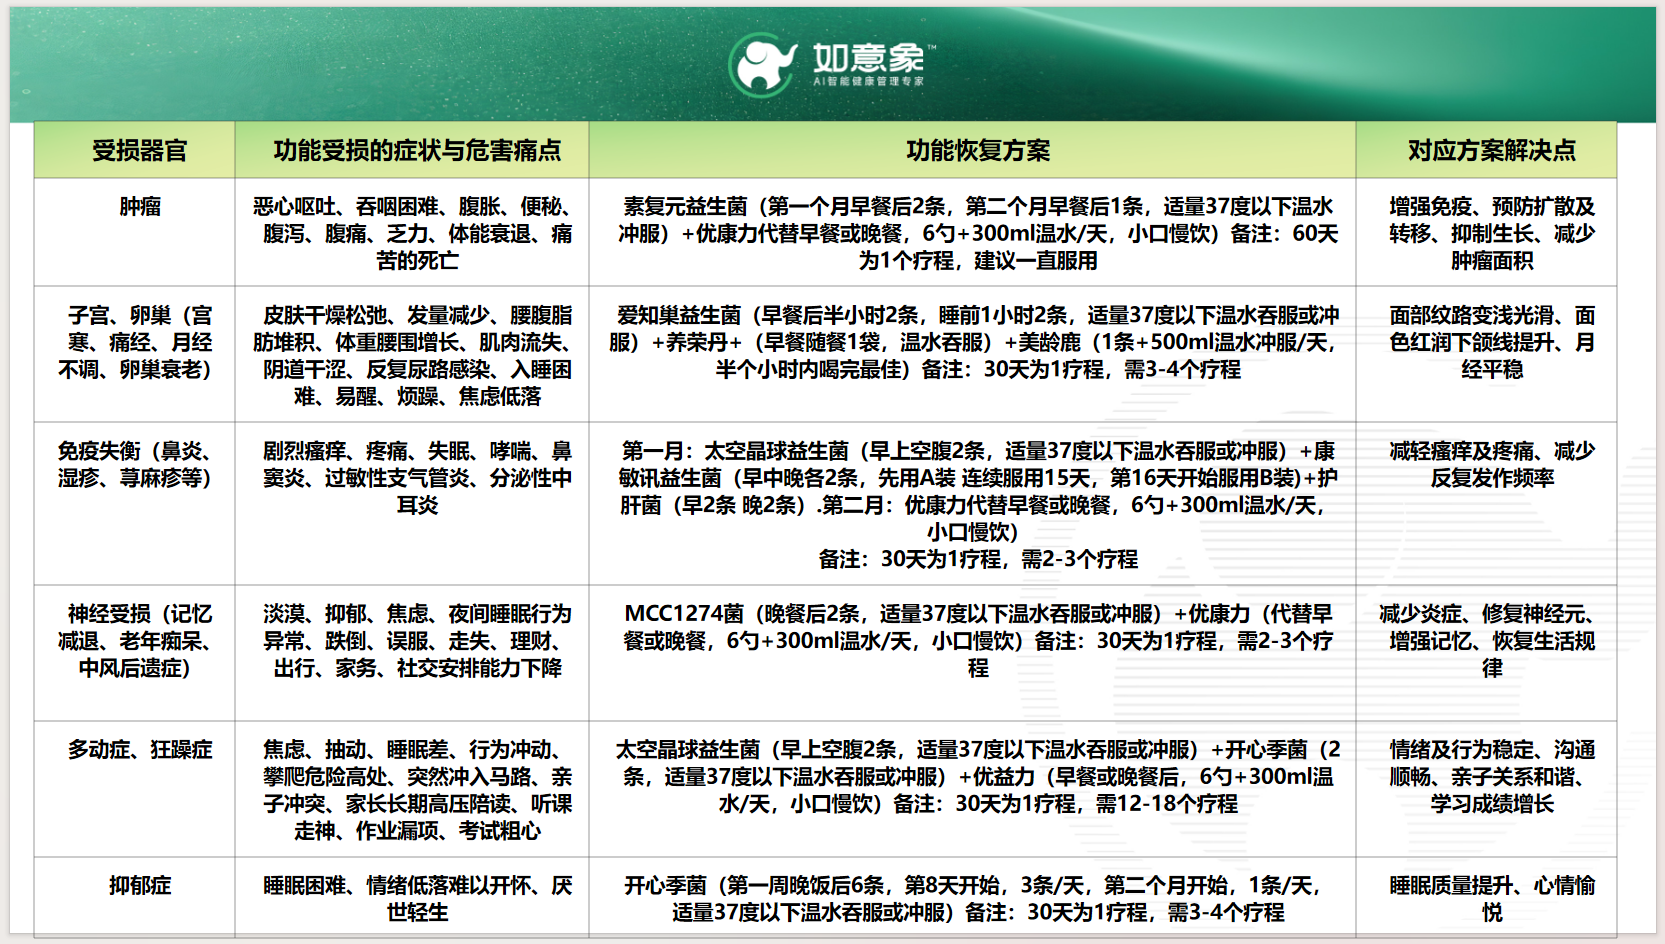 如意象™
AI智能健康管理专家
受损器官
功能受损的症状与危害痛点
功能恢复方案
对应方案解决点
肿瘤
恶心呕吐、吞咽困难、腹胀、便秘、
腹泻、腹痛、乏力、体能衰退、痛
苦的死亡
素复元益生菌（第一个月早餐后2条，第二个月早餐后1条，适量37度以下温水
冲服）+优康力代替早餐或晚餐，6勺+300ml温水/天，小口慢饮）备注：60天
为1个疗程，建议一直服用
增强免疫、预防扩散及
转移、抑制生长、减少
肿瘤面积
子宫、卵巢（宫
寒、痛经、月经
不调、卵巢衰老）
皮肤干燥松弛、发量减少、腰腹脂
肪堆积、体重腰围增长、肌肉流失、
阴道干涩、反复尿路感染、入睡困
难、易醒、烦躁、焦虑低落
爱知巢益生菌（早餐后半小时2条，睡前1小时2条，适量37度以下温水吞服或冲
服）+养荣丹+（早餐随餐1袋，温水吞服）+美龄鹿（1条+500ml温水冲服/天，
半个小时内喝完最佳）备注：30天为1疗程，需3-4个疗程
面部纹路变浅光滑、面
色红润下颌线提升、月
经平稳
免疫失衡（鼻炎、
湿疹、荨麻疹等）
剧烈瘙痒、疼痛、失眠、哮喘、鼻
窦炎、过敏性支气管炎、分泌性中
耳炎
第一月：太空晶球益生菌（早上空腹2条，适量37度以下温水吞服或冲服）+康
敏讯益生菌（早中晚各2条，先用A装 连续服用15天，第16天开始服用B装)+护
肝菌（早2条 晚2条）.第二月：优康力代替早餐或晚餐，6勺+300ml温水/天，
小口慢饮）
备注：30天为1疗程，需2-3个疗程
减轻瘙痒及疼痛、减少
反复发作频率
神经受损（记忆
减退、老年痴呆、
中风后遗症）
淡漠、抑郁、焦虑、夜间睡眠行为
异常、跌倒、误服、走失、理财、
出行、家务、社交安排能力下降
MCC1274菌（晚餐后2条，适量37度以下温水吞服或冲服）+优康力（代替早
餐或晚餐，6勺+300ml温水/天，小口慢饮）备注：30天为1疗程，需2-3个疗
程
减少炎症、修复神经元、
增强记忆、恢复生活规
律
多动症、狂躁症
焦虑、抽动、睡眠差、行为冲动、
攀爬危险高处、突然冲入马路、亲
子冲突、家长长期高压陪读、听课
走神、作业漏项、考试粗心
太空晶球益生菌（早上空腹2条，适量37度以下温水吞服或冲服）+开心季菌（2
条，适量37度以下温水吞服或冲服）+优益力（早餐或晚餐后，6勺+300ml温
水/天，小口慢饮）备注：30天为1疗程，需12-18个疗程
情绪及行为稳定、沟通
顺畅、亲子关系和谐、
学习成绩增长
抑郁症
睡眠困难、情绪低落难以开怀、厌
世轻生
开心季菌（第一周晚饭后6条，第8天开始，3条/天，第二个月开始，1条/天，
适量37度以下温水吞服或冲服）备注：30天为1疗程，需3-4个疗程
睡眠质量提升、心情愉
悦